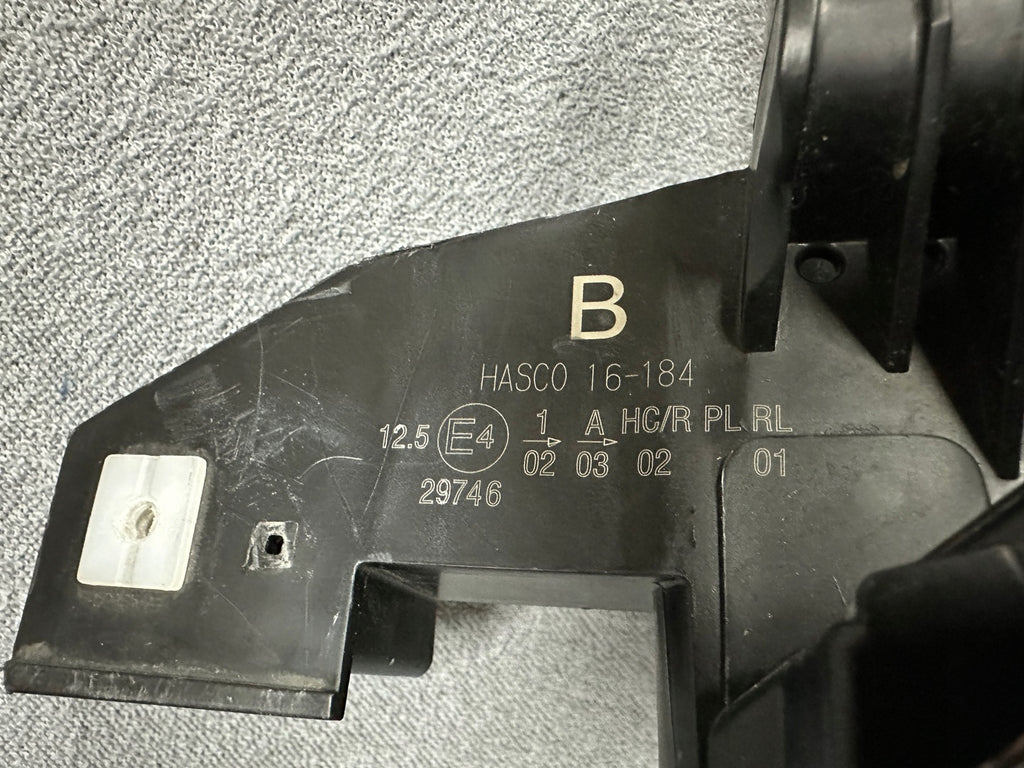 B
HASCO 16-184
12.5 E4 1 A HC/R PL RL
02 03 02 01
29746